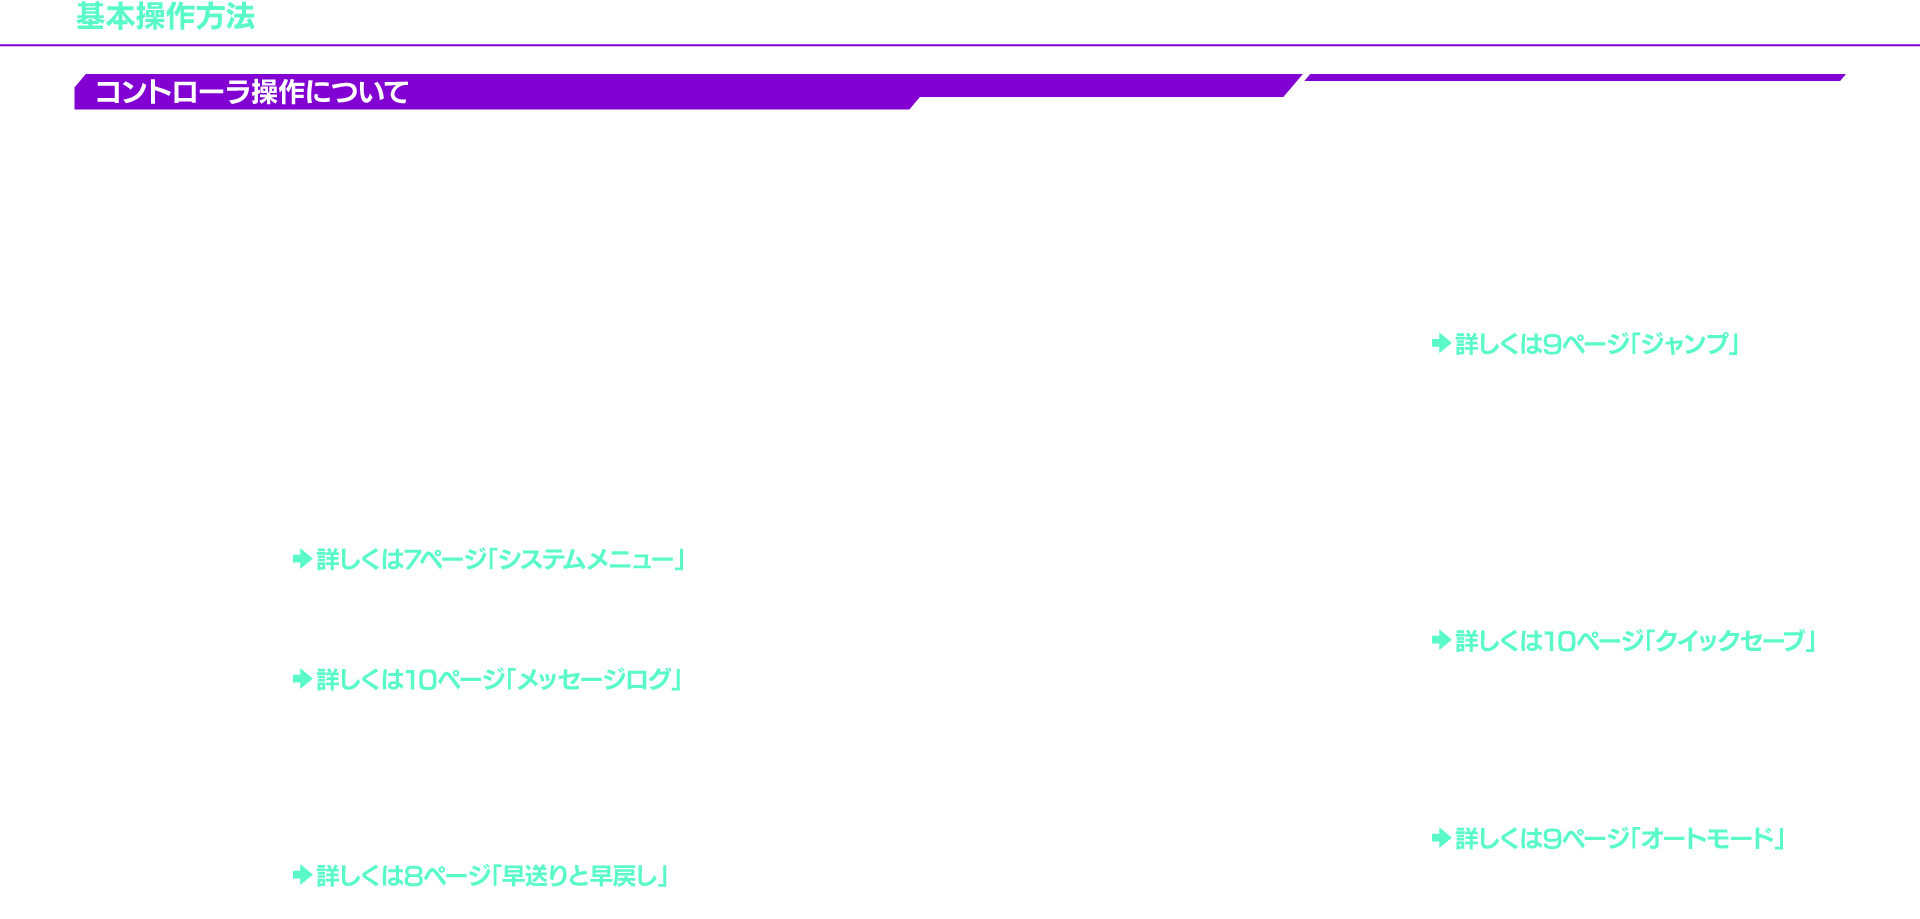 基本操作方法
コントローラ操作について
詳しくは7ページ「システムメニュー」
詳しくは10ページ「メッセージログ」
詳しくは8ページ「早送りと早戻し」
詳しくは9ページ「ジャンプ」
詳しくは10ページ「クイックセーブ」
詳しくは9ページ「オートモード」